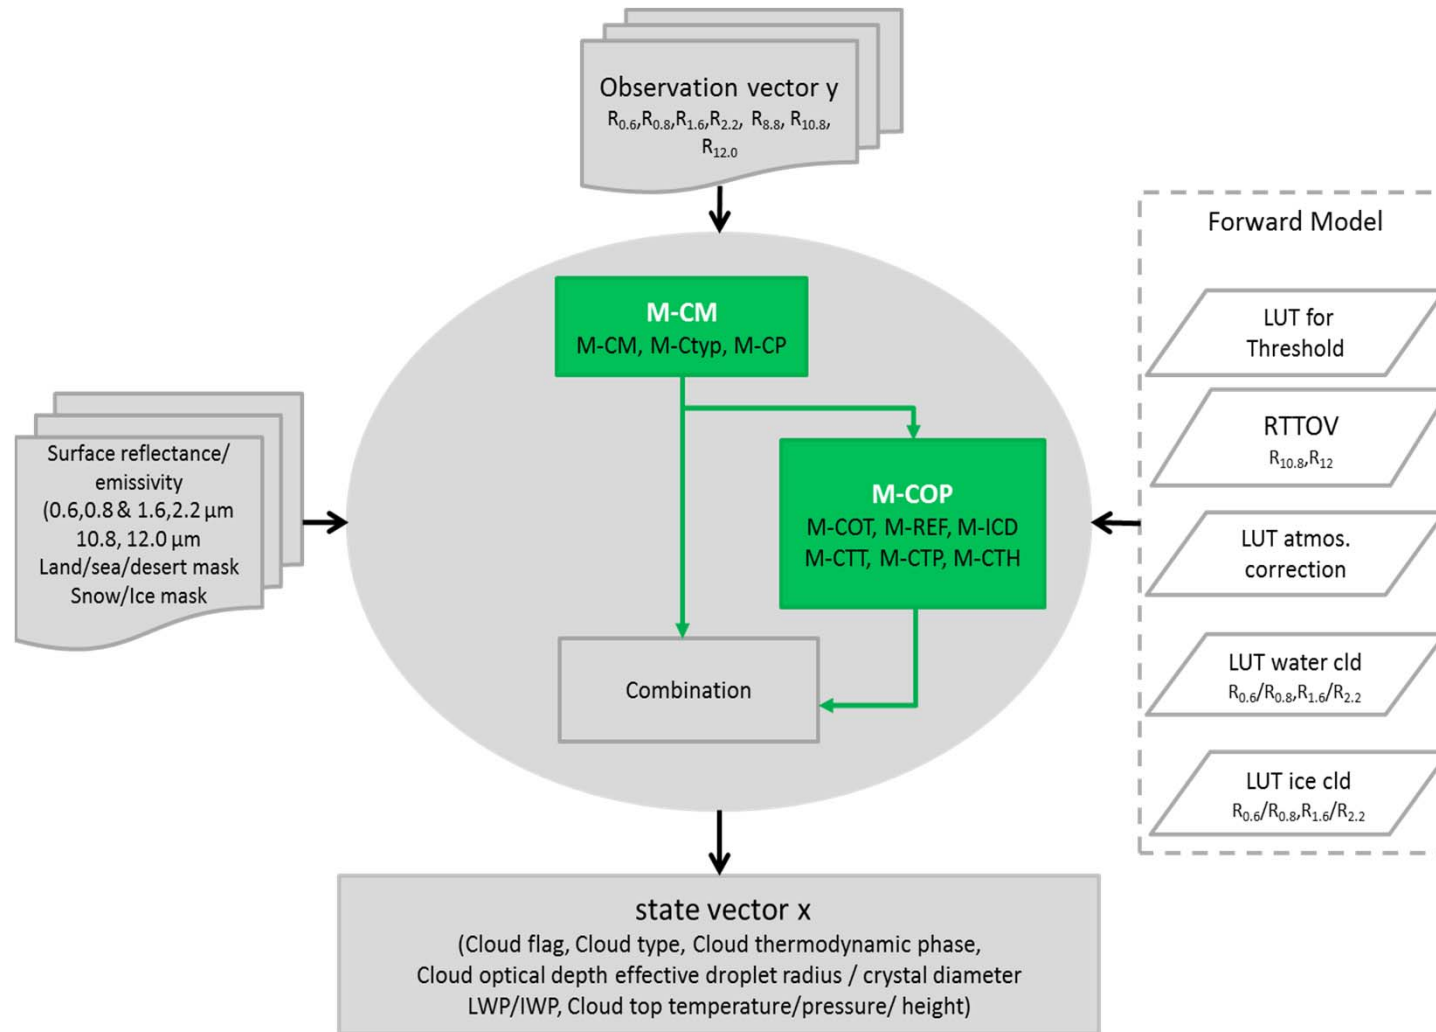 Observation vector y
R0.6,R0.8,R1.6,R2.2, R8.8, R10.8,
R12.0
Forward Model
LUT for
Threshold
RTTOV
R10.8,R12
LUT atmos.
correction
LUT water cld
R0.6/R0.8,R1.6/R2.2
LUT ice cld
R0.6/R0.8,R1.6/R2.2
M-CM
M-CM, M-Ctyp, M-CP
M-COP
M-COT, M-REF, M-ICD
M-CTT, M-CTP, M-CTH
Combination
Surface reflectance/
emissivity
(0.6,0.8 & 1.6,2.2 µm
10.8, 12.0 µm
Land/sea/desert mask
Snow/Ice mask
state vector x
(Cloud flag, Cloud type, Cloud thermodynamic phase,
Cloud optical depth effective droplet radius / crystal diameter
LWP/IWP, Cloud top temperature/pressure/ height)